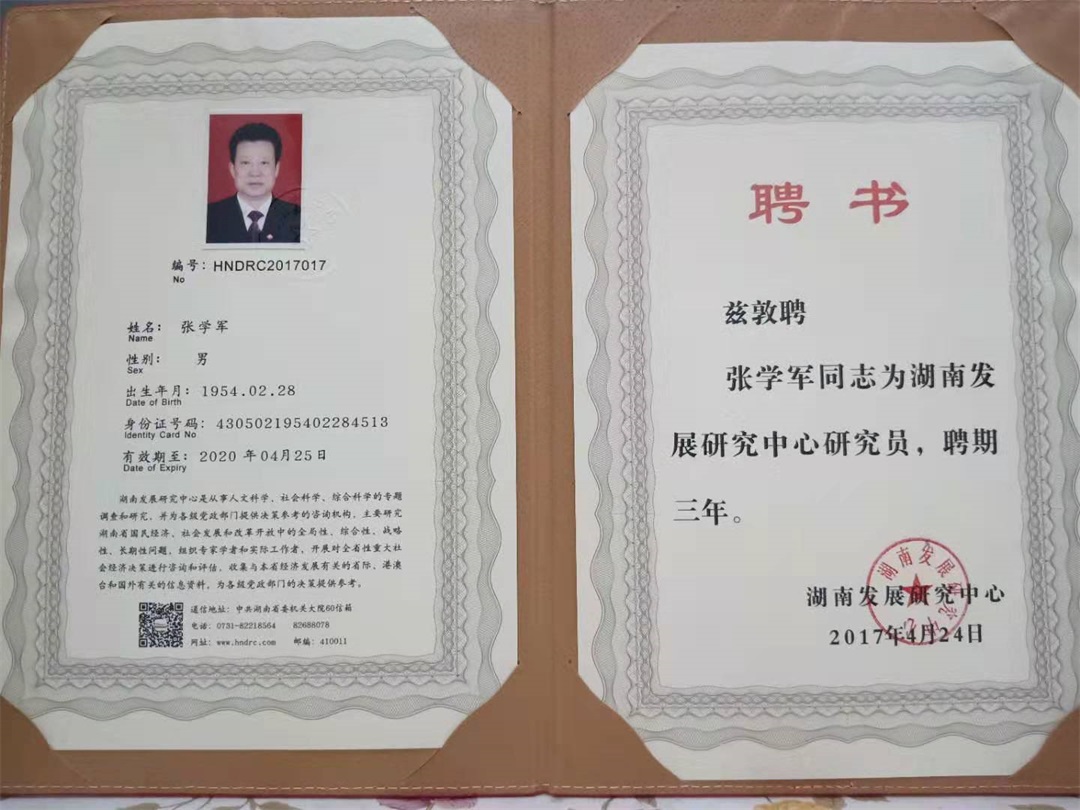 编号：HNDRC2017017
No
姓名： 张学军
Name
性别： 男
Sex
出生年月：1954.02.28
Date of Birth
身份证号码：430502195402284513
Identity Card No
有效期至：2020 年04月25日
Date of Expiry
湖南发展研究中心是从事人文科学、社会科学、综合科学的专题
调查和研究，并为各级党政部门提供决策参考的咨询机构，主要研究
湖南省国民经济、社会发展和改革开放中的全局性，综合性、战略
性、长期性问题，组织专家学者和实际工作者，开展对全省性重大社
会经济决策进行咨询和评估，收集与本省经济发展有关的省际、港澳
台和国外有关的信息资料，为各级党政部门的决策提供参考。
通信地址：中共湖南省委机关大院60信箱
电话：0731-82218564 82688078
网址：www.hndrc.com 邮编：410011
聘 书
兹敦聘
张学军同志为湖南发
展研究中心研究员，聘期
三年。
湖南发展研究中心
2017年4月24日
湖南发展研究中心